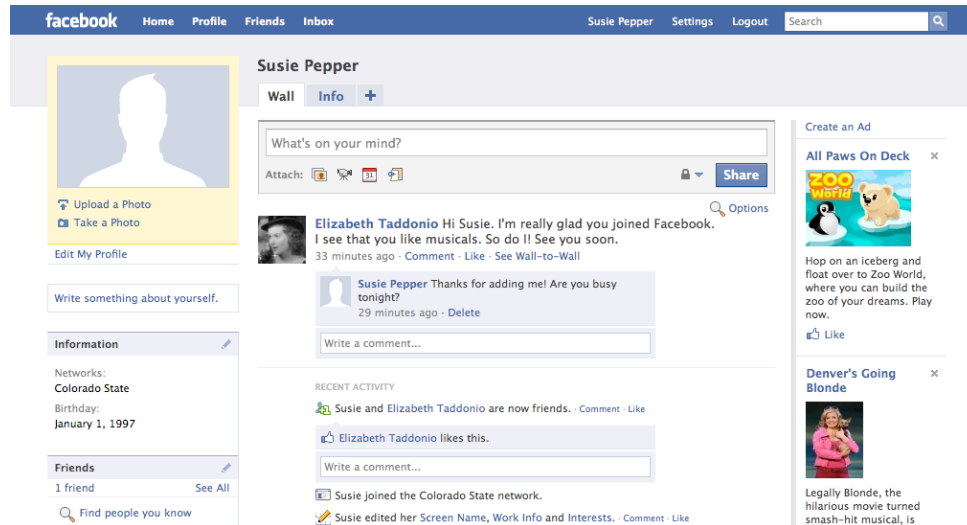 facebook Home Profile Friends Inbox Susie Pepper Settings Logout Search
Susie Pepper
Wall Info +
What's on your mind?
Attach: 31 Share
Upload a Photo
Take a Photo
Edit My Profile
Write something about yourself.
Information
Networks:
Colorado State
Birthday:
January 1, 1997
Friends
1 friend See All
Find people you know
Options
Elizabeth Taddonio Hi Susie. I'm really glad you joined Facebook.
I see that you like musicals. So do I! See you soon.
33 minutes ago · Comment · Like · See Wall-to-Wall
Susie Pepper Thanks for adding me! Are you busy
tonight?
29 minutes ago · Delete
Write a comment...
RECENT ACTIVITY
Susie and Elizabeth Taddonio are now friends. · Comment · Like
Elizabeth Taddonio likes this.
Write a comment...
Susie joined the Colorado State network.
Susie edited her Screen Name, Work Info and Interests. · Comment · Like
Create an Ad
All Paws On Deck ×
ZOO
World
Hop on an iceberg and
float over to Zoo World,
where you can build the
zoo of your dreams. Play
now.
Like
Denver's Going ×
Blonde
Legally Blonde, the
hilarious movie turned
smash-hit musical, is